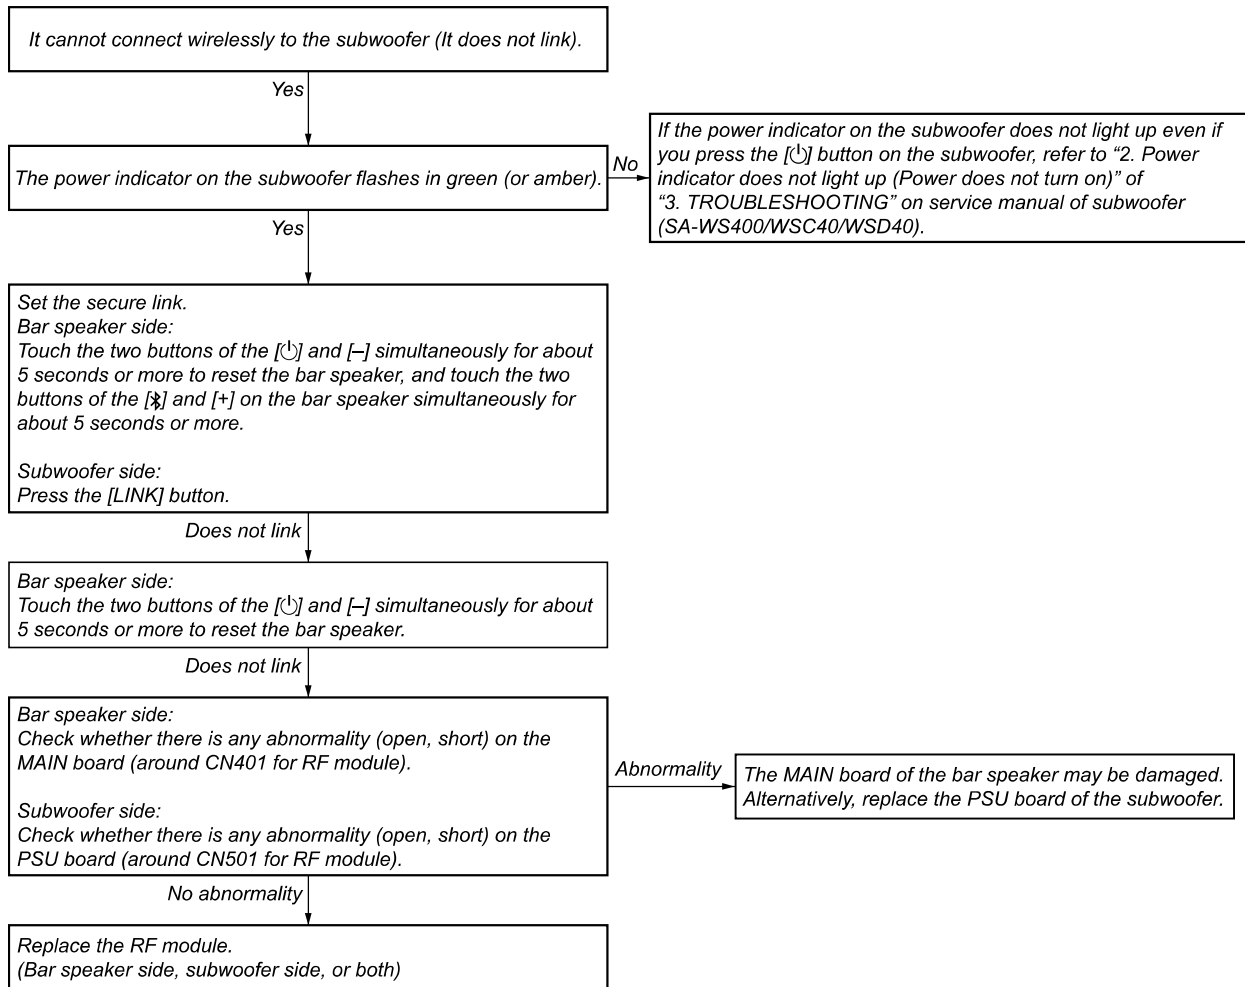 It cannot connect wirelessly to the subwoofer (It does not link).
Yes
The power indicator on the subwoofer flashes in green (or amber).
No
If the power indicator on the subwoofer does not light up even if
you press the [⏻] button on the subwoofer, refer to “2. Power
indicator does not light up (Power does not turn on)” of
“3. TROUBLESHOOTING” on service manual of subwoofer
(SA-WS400/WSC40/WSD40).
Yes
Set the secure link.
Bar speaker side:
Touch the two buttons of the [⏻] and [–] simultaneously for about
5 seconds or more to reset the bar speaker, and touch the two
buttons of the [] and [+] on the bar speaker simultaneously for
about 5 seconds or more.
Subwoofer side:
Press the [LINK] button.
Does not link
Bar speaker side:
Touch the two buttons of the [⏻] and [–] simultaneously for about
5 seconds or more to reset the bar speaker.
Does not link
Bar speaker side:
Check whether there is any abnormality (open, short) on the
MAIN board (around CN401 for RF module).
Subwoofer side:
Check whether there is any abnormality (open, short) on the
PSU board (around CN501 for RF module).
Abnormality
The MAIN board of the bar speaker may be damaged.
Alternatively, replace the PSU board of the subwoofer.
No abnormality
Replace the RF module.
(Bar speaker side, subwoofer side, or both)